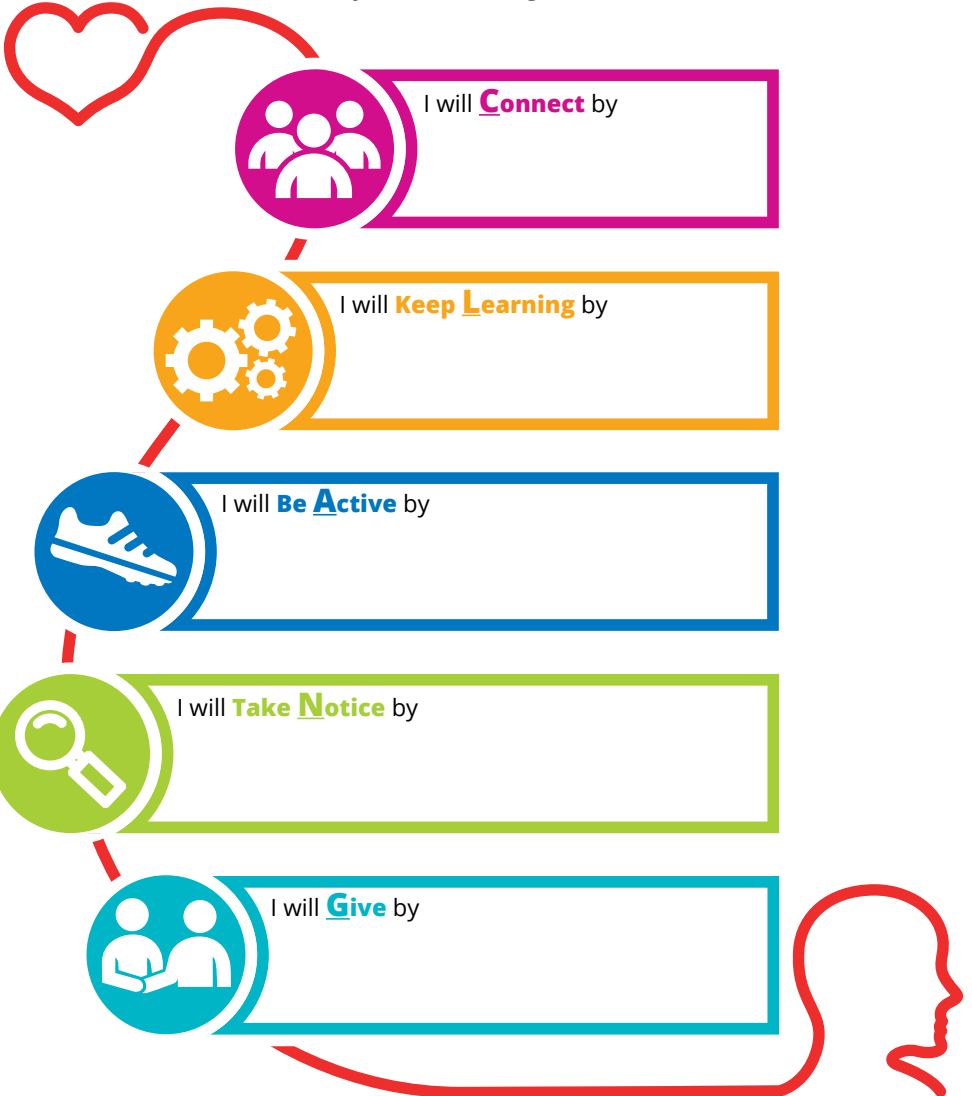 I will Connect by
I will Keep Learning by
I will Be Active by
I will Take Notice by
I will Give by